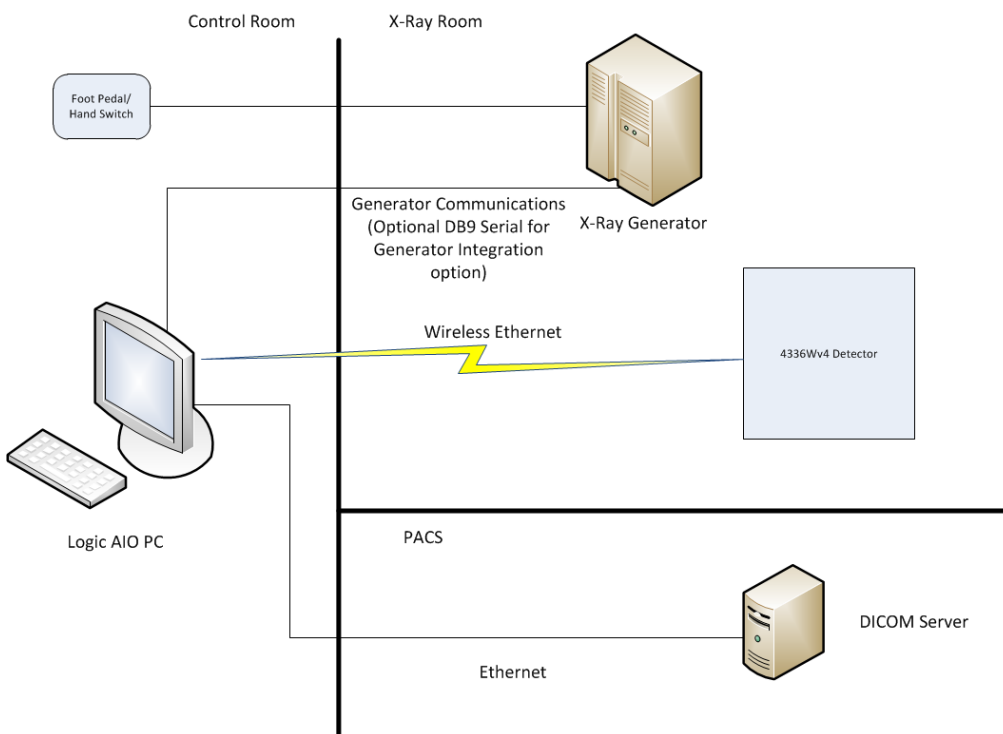 Control Room
X-Ray Room
Foot Pedal/
Hand Switch
Generator Communications
(Optional DB9 Serial for
Generator Integration
option)
X-Ray Generator
Wireless Ethernet
4336Wv4 Detector
Logic AIO PC
PACS
DICOM Server
Ethernet